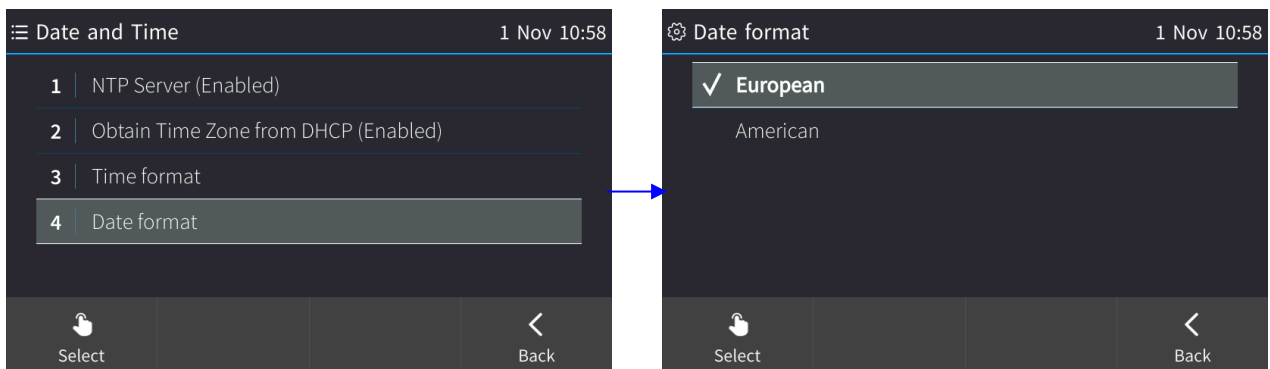 Date and Time 1 Nov 10:58
1 NTP Server (Enabled)
2 Obtain Time Zone from DHCP (Enabled)
3 Time format
4 Date format
Select Back
Date format 1 Nov 10:58
European
American
Select Back